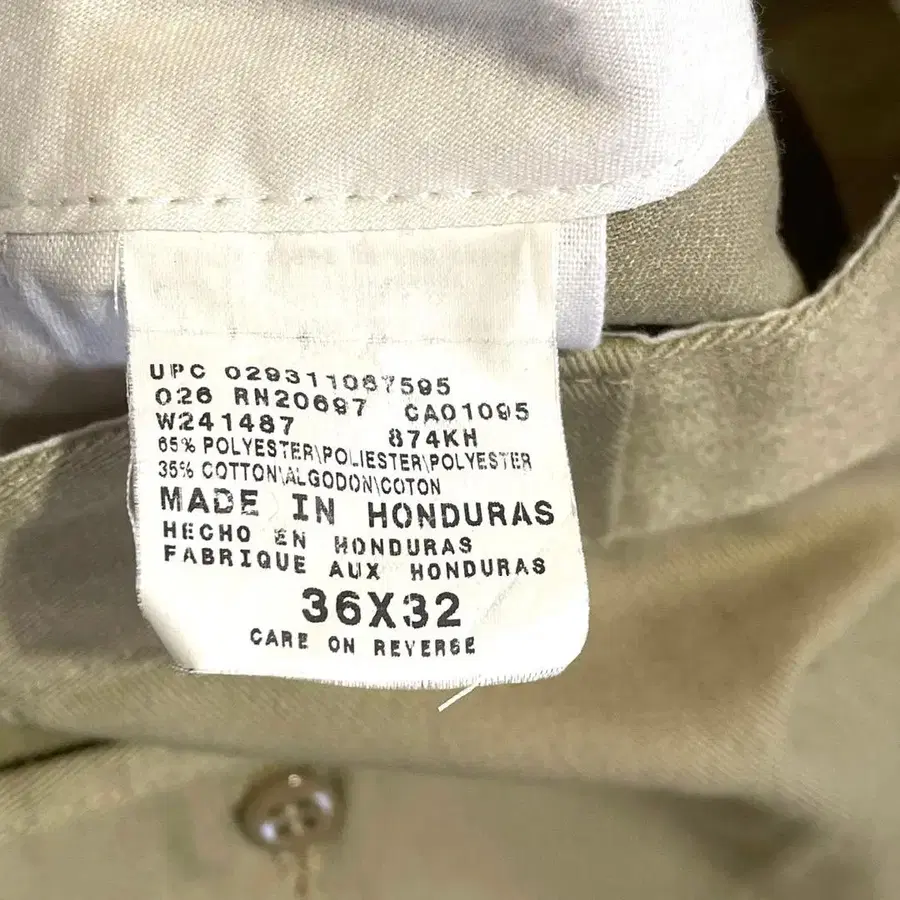 UPC 029311087595
026 RN20697 CA01095
W241487 874KH
65% POLYESTER\POLIESTER\POLYESTER
35% COTTON\ALGODON\COTON
MADE IN HONDURAS
HECHO EN HONDURAS
FABRIQUE AUX HONDURAS
36X32
CARE ON REVERSE